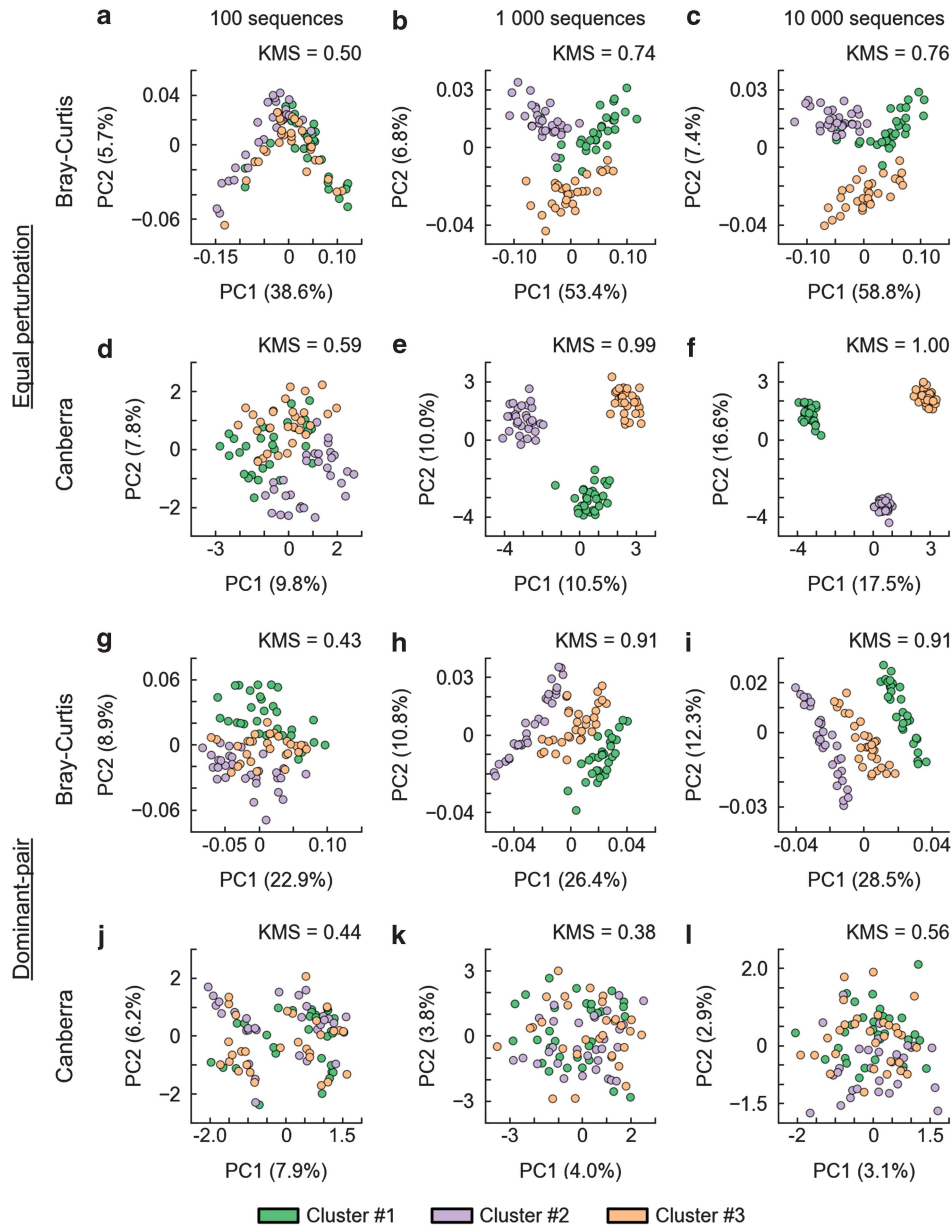 a 100 sequences b 1 000 sequences c 10 000 sequences
KMS = 0.50 KMS = 0.74 KMS = 0.76
Equal perturbation
Bray-Curtis
PC2 (5.7%)
0.04
0
−0.06
-0.15 0 0.10
PC1 (38.6%)
PC2 (6.8%)
0.03
0
−0.04
-0.10 0 0.10
PC1 (53.4%)
PC2 (7.4%)
0.03
0
−0.04
-0.10 0 0.10
PC1 (58.8%)
d KMS = 0.59 e KMS = 0.99 f KMS = 1.00
Canberra
PC2 (7.8%)
2
0
−2
-3 0 2
PC1 (9.8%)
PC2 (10.0%)
3
0
−4
-4 0 3
PC1 (10.5%)
PC2 (16.6%)
3
0
−4
-4 0 3
PC1 (17.5%)
g KMS = 0.43 h KMS = 0.91 i KMS = 0.91
Dominant-pair
Bray-Curtis
PC2 (8.9%)
0.06
0
−0.06
-0.05 0 0.10
PC1 (22.9%)
PC2 (10.8%)
0.03
0
−0.04
-0.04 0 0.04
PC1 (26.4%)
PC2 (12.3%)
0.02
0
−0.03
-0.04 0 0.04
PC1 (28.5%)
j KMS = 0.44 k KMS = 0.38 l KMS = 0.56
Canberra
PC2 (6.2%)
2
0
−2
-2.0 0 1.5
PC1 (7.9%)
PC2 (3.8%)
3
0
−3
-3 0 2
PC1 (4.0%)
PC2 (2.9%)
2.0
0
−1.5
-2 0 1.5
PC1 (3.1%)
Cluster #1 Cluster #2 Cluster #3